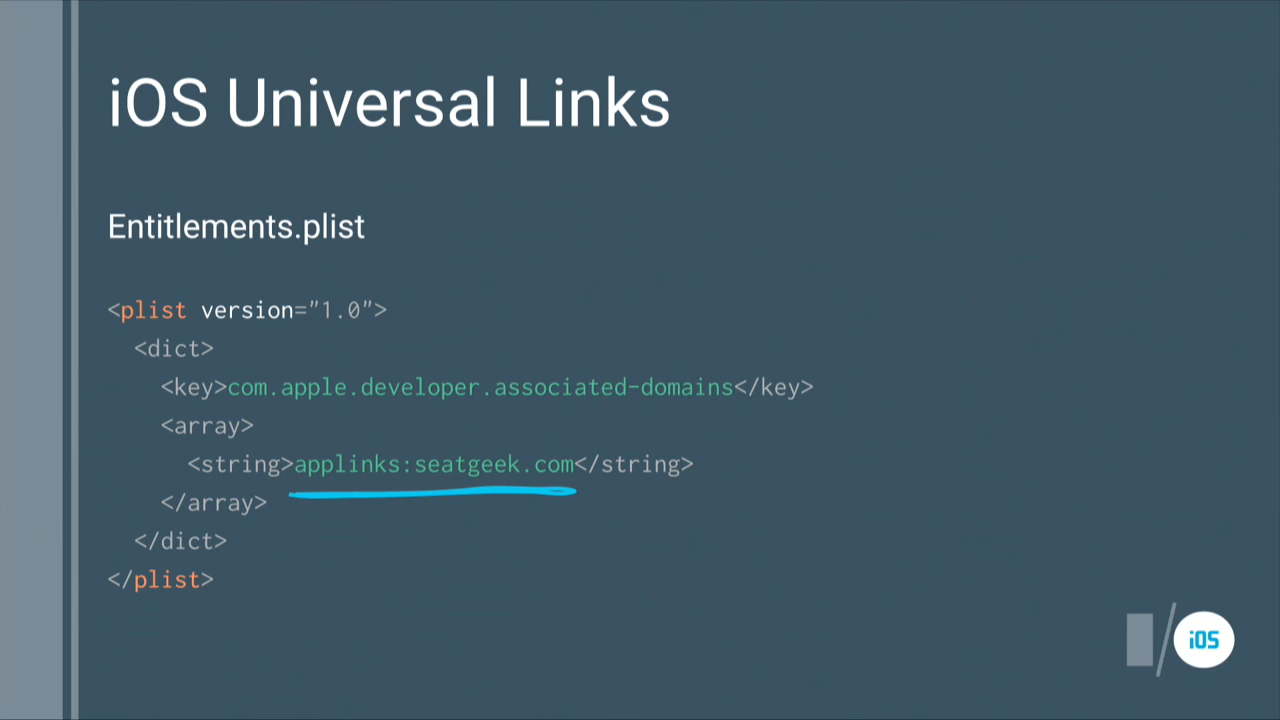 iOS Universal Links
Entitlements.plist
<plist version="1.0">
<dict>
<key>com.apple.developer.associated-domains</key>
<array>
<string>applinks:seatgeek.com</string>
</array>
</dict>
</plist>
iOS